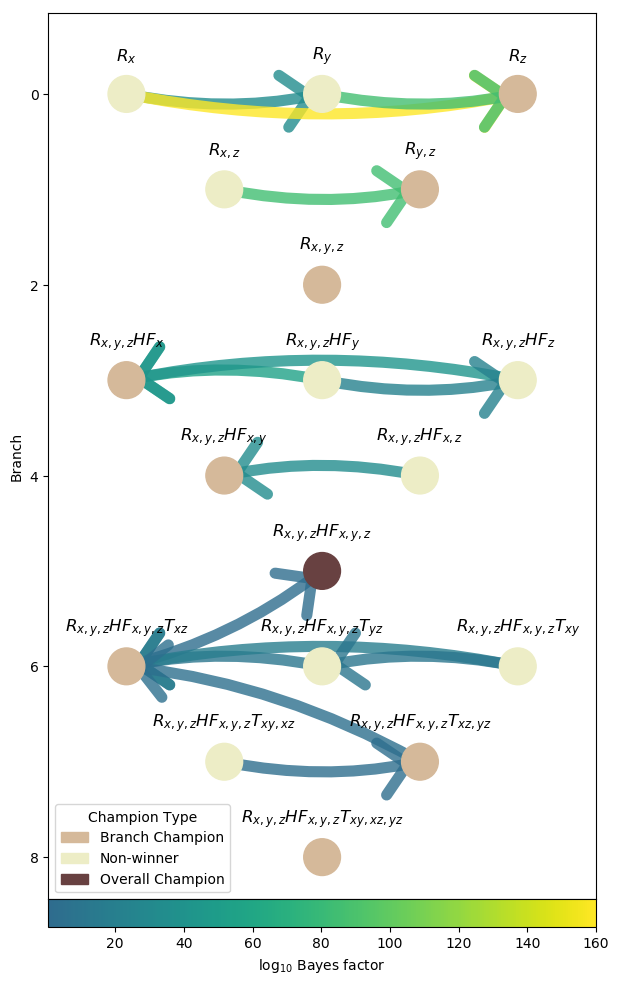 R_x R_y R_z
0
R_{x,z} R_{y,z}
R_{x,y,z}
2
R_{x,y,z}HF_x R_{x,y,z}HF_y R_{x,y,z}HF_z
R_{x,y,z}HF_{x,y} R_{x,y,z}HF_{x,z}
Branch
4
R_{x,y,z}HF_{x,y,z}
R_{x,y,z}HF_{x,y,z}T_{xz} R_{x,y,z}HF_{x,y,z}T_{yz} R_{x,y,z}HF_{x,y,z}T_{xy}
6
R_{x,y,z}HF_{x,y,z}T_{xy,xz} R_{x,y,z}HF_{x,y,z}T_{xz,yz}
R_{x,y,z}HF_{x,y,z}T_{xy,xz,yz}
8
Champion Type
Branch Champion
Non-winner
Overall Champion
20 40 60 80 100 120 140 160
log_{10} Bayes factor